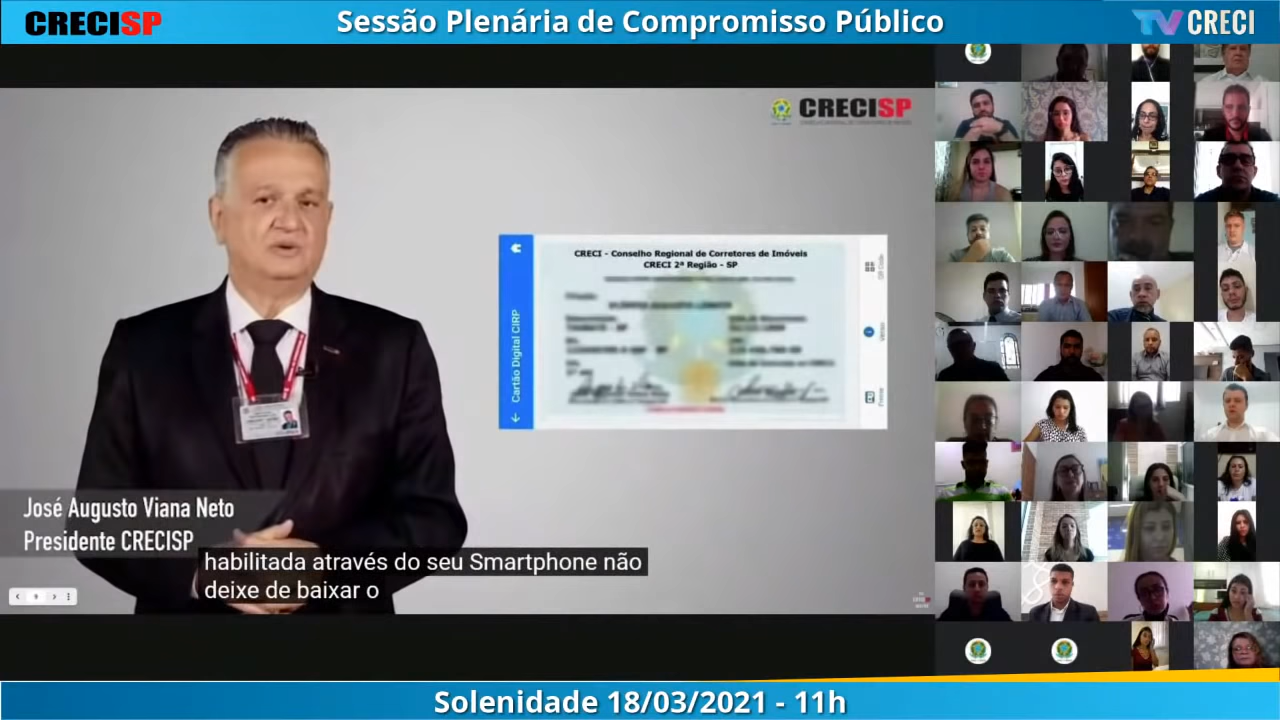 CRECISP
Sessão Plenária de Compromisso Público
TV CRECI
CRECISP
CRECI - Conselho Regional de Corretores de Imóveis
CRECI 2ª Região - SP
Cartão Digital CIRP
José Augusto Viana Neto
Presidente CRECISP
habilitada através do seu Smartphone não
deixe de baixar o
Solenidade 18/03/2021 - 11h